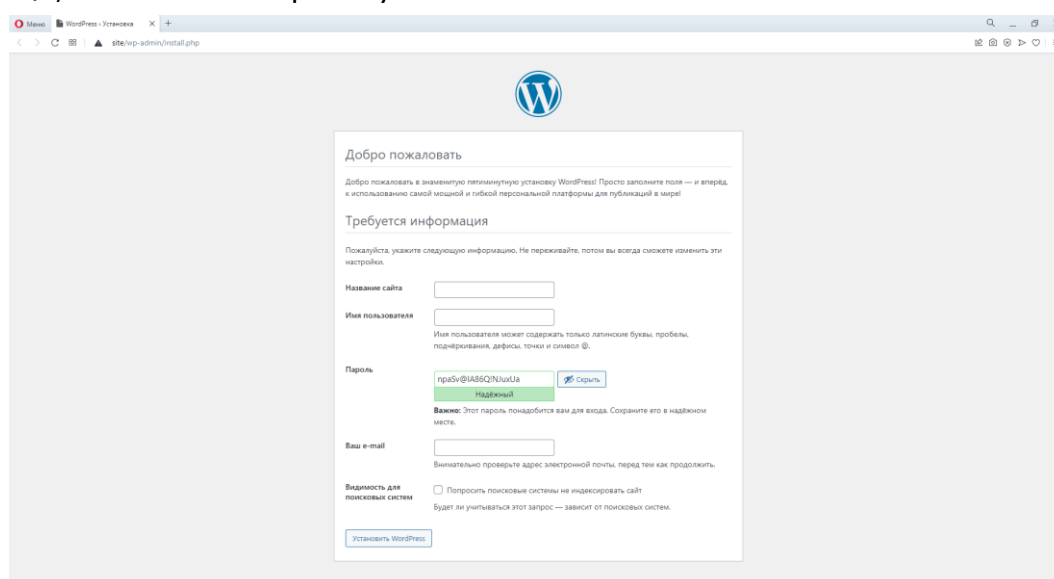 Меню WordPress › Установка
site/wp-admin/install.php
Добро пожаловать
Добро пожаловать в знаменитую пятиминутную установку WordPress! Просто заполните поля — и вперёд,
к использованию самой мощной и гибкой персональной платформы для публикаций в мире!
Требуется информация
Пожалуйста, укажите следующую информацию. Не переживайте, потом вы всегда сможете изменить эти
настройки.
Название сайта
Имя пользователя
Имя пользователя может содержать только латинские буквы, пробелы,
подчёркивания, дефисы, точки и символ @.
Пароль
npaSv@IA86Q!NJuxUa Скрыть
Надёжный
Важно: Этот пароль понадобится вам для входа. Сохраните его в надёжном
месте.
Ваш e-mail
Внимательно проверьте адрес электронной почты, перед тем как продолжить.
Видимость для
поисковых систем
Попросить поисковые системы не индексировать сайт
Будет ли учитываться этот запрос — зависит от поисковых систем.
Установить WordPress